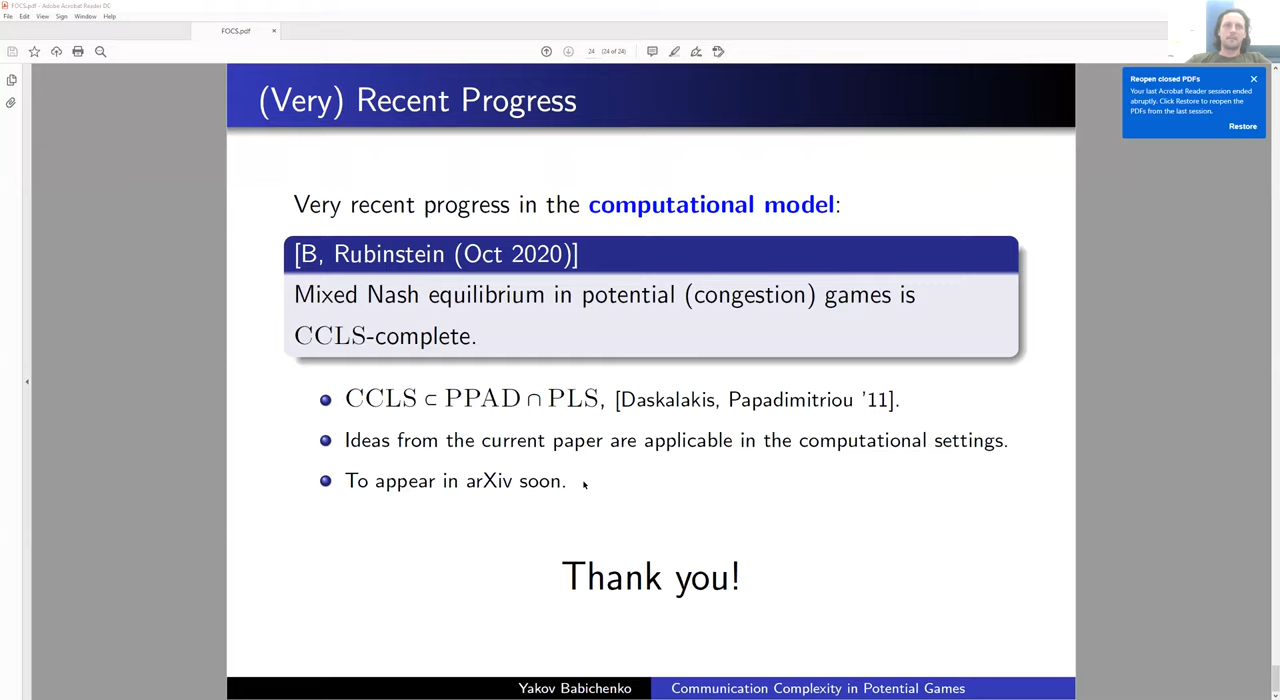 FOCS.pdf - Adobe Acrobat Reader DC
File Edit View Sign Window Help
FOCS.pdf ×
24 (24 of 24)
Reopen closed PDFs
Your last Acrobat Reader session ended
abruptly. Click Restore to reopen the
PDFs from the last session.
Restore
(Very) Recent Progress
Very recent progress in the computational model:
[B, Rubinstein (Oct 2020)]
Mixed Nash equilibrium in potential (congestion) games is
CCLS-complete.
CCLS ⊂ PPAD ∩ PLS, [Daskalakis, Papadimitriou '11].
Ideas from the current paper are applicable in the computational settings.
To appear in arXiv soon.
Thank you!
Yakov Babichenko Communication Complexity in Potential Games